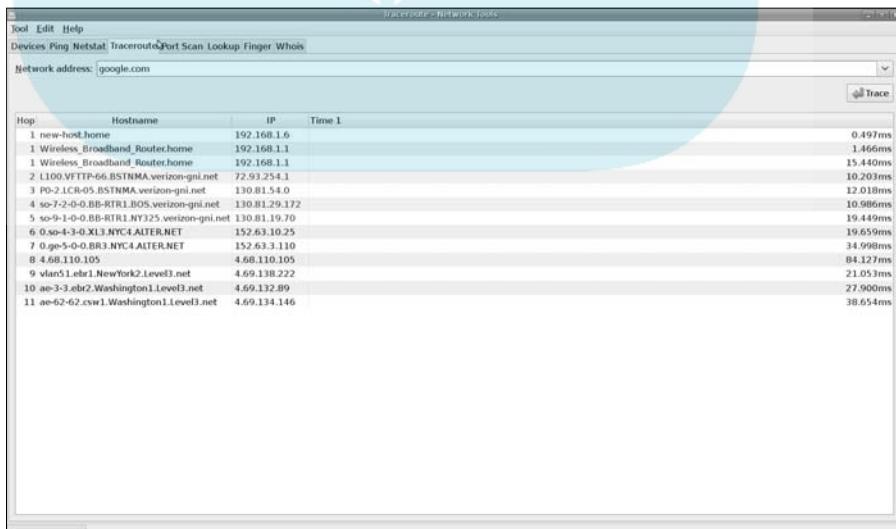 Traceroute - Network Tools
Tool Edit Help
Devices Ping Netstat Traceroute Port Scan Lookup Finger Whois
Network address: google.com
Trace
Hop Hostname IP Time 1
1 new-host.home 192.168.1.6 0.497ms
1 Wireless_Broadband_Router.home 192.168.1.1 1.466ms
1 Wireless_Broadband_Router.home 192.168.1.1 15.440ms
2 L100.VFTTP-66.BSTNMA.verizon-gni.net 72.93.254.1 10.203ms
3 P0-2.LCR-05.BSTNMA.verizon-gni.net 130.81.54.0 12.018ms
4 so-7-2-0-0.BB-RTR1.BOS.verizon-gni.net 130.81.29.172 10.986ms
5 so-9-1-0-0.BB-RTR1.NY325.verizon-gni.net 130.81.19.70 19.449ms
6 0.so-4-3-0.XL3.NYC4.ALTER.NET 152.63.10.25 19.659ms
7 0.ge-5-0-0.BR3.NYC4.ALTER.NET 152.63.3.110 34.998ms
8 4.68.110.105 4.68.110.105 84.127ms
9 vlan51.ebr1.NewYork2.Level3.net 4.69.138.222 21.053ms
10 ae-3-3.ebr2.Washington1.Level3.net 4.69.132.89 27.900ms
11 ae-62-62.csw1.Washington1.Level3.net 4.69.134.146 38.654ms